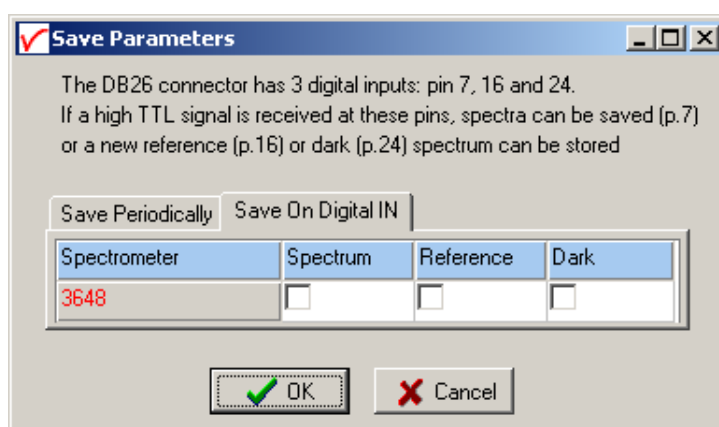 Save Parameters
The DB26 connector has 3 digital inputs: pin 7, 16 and 24.
If a high TTL signal is received at these pins, spectra can be saved (p.7)
or a new reference (p.16) or dark (p.24) spectrum can be stored
Save Periodically Save On Digital IN
Spectrometer Spectrum Reference Dark
3648
OK Cancel